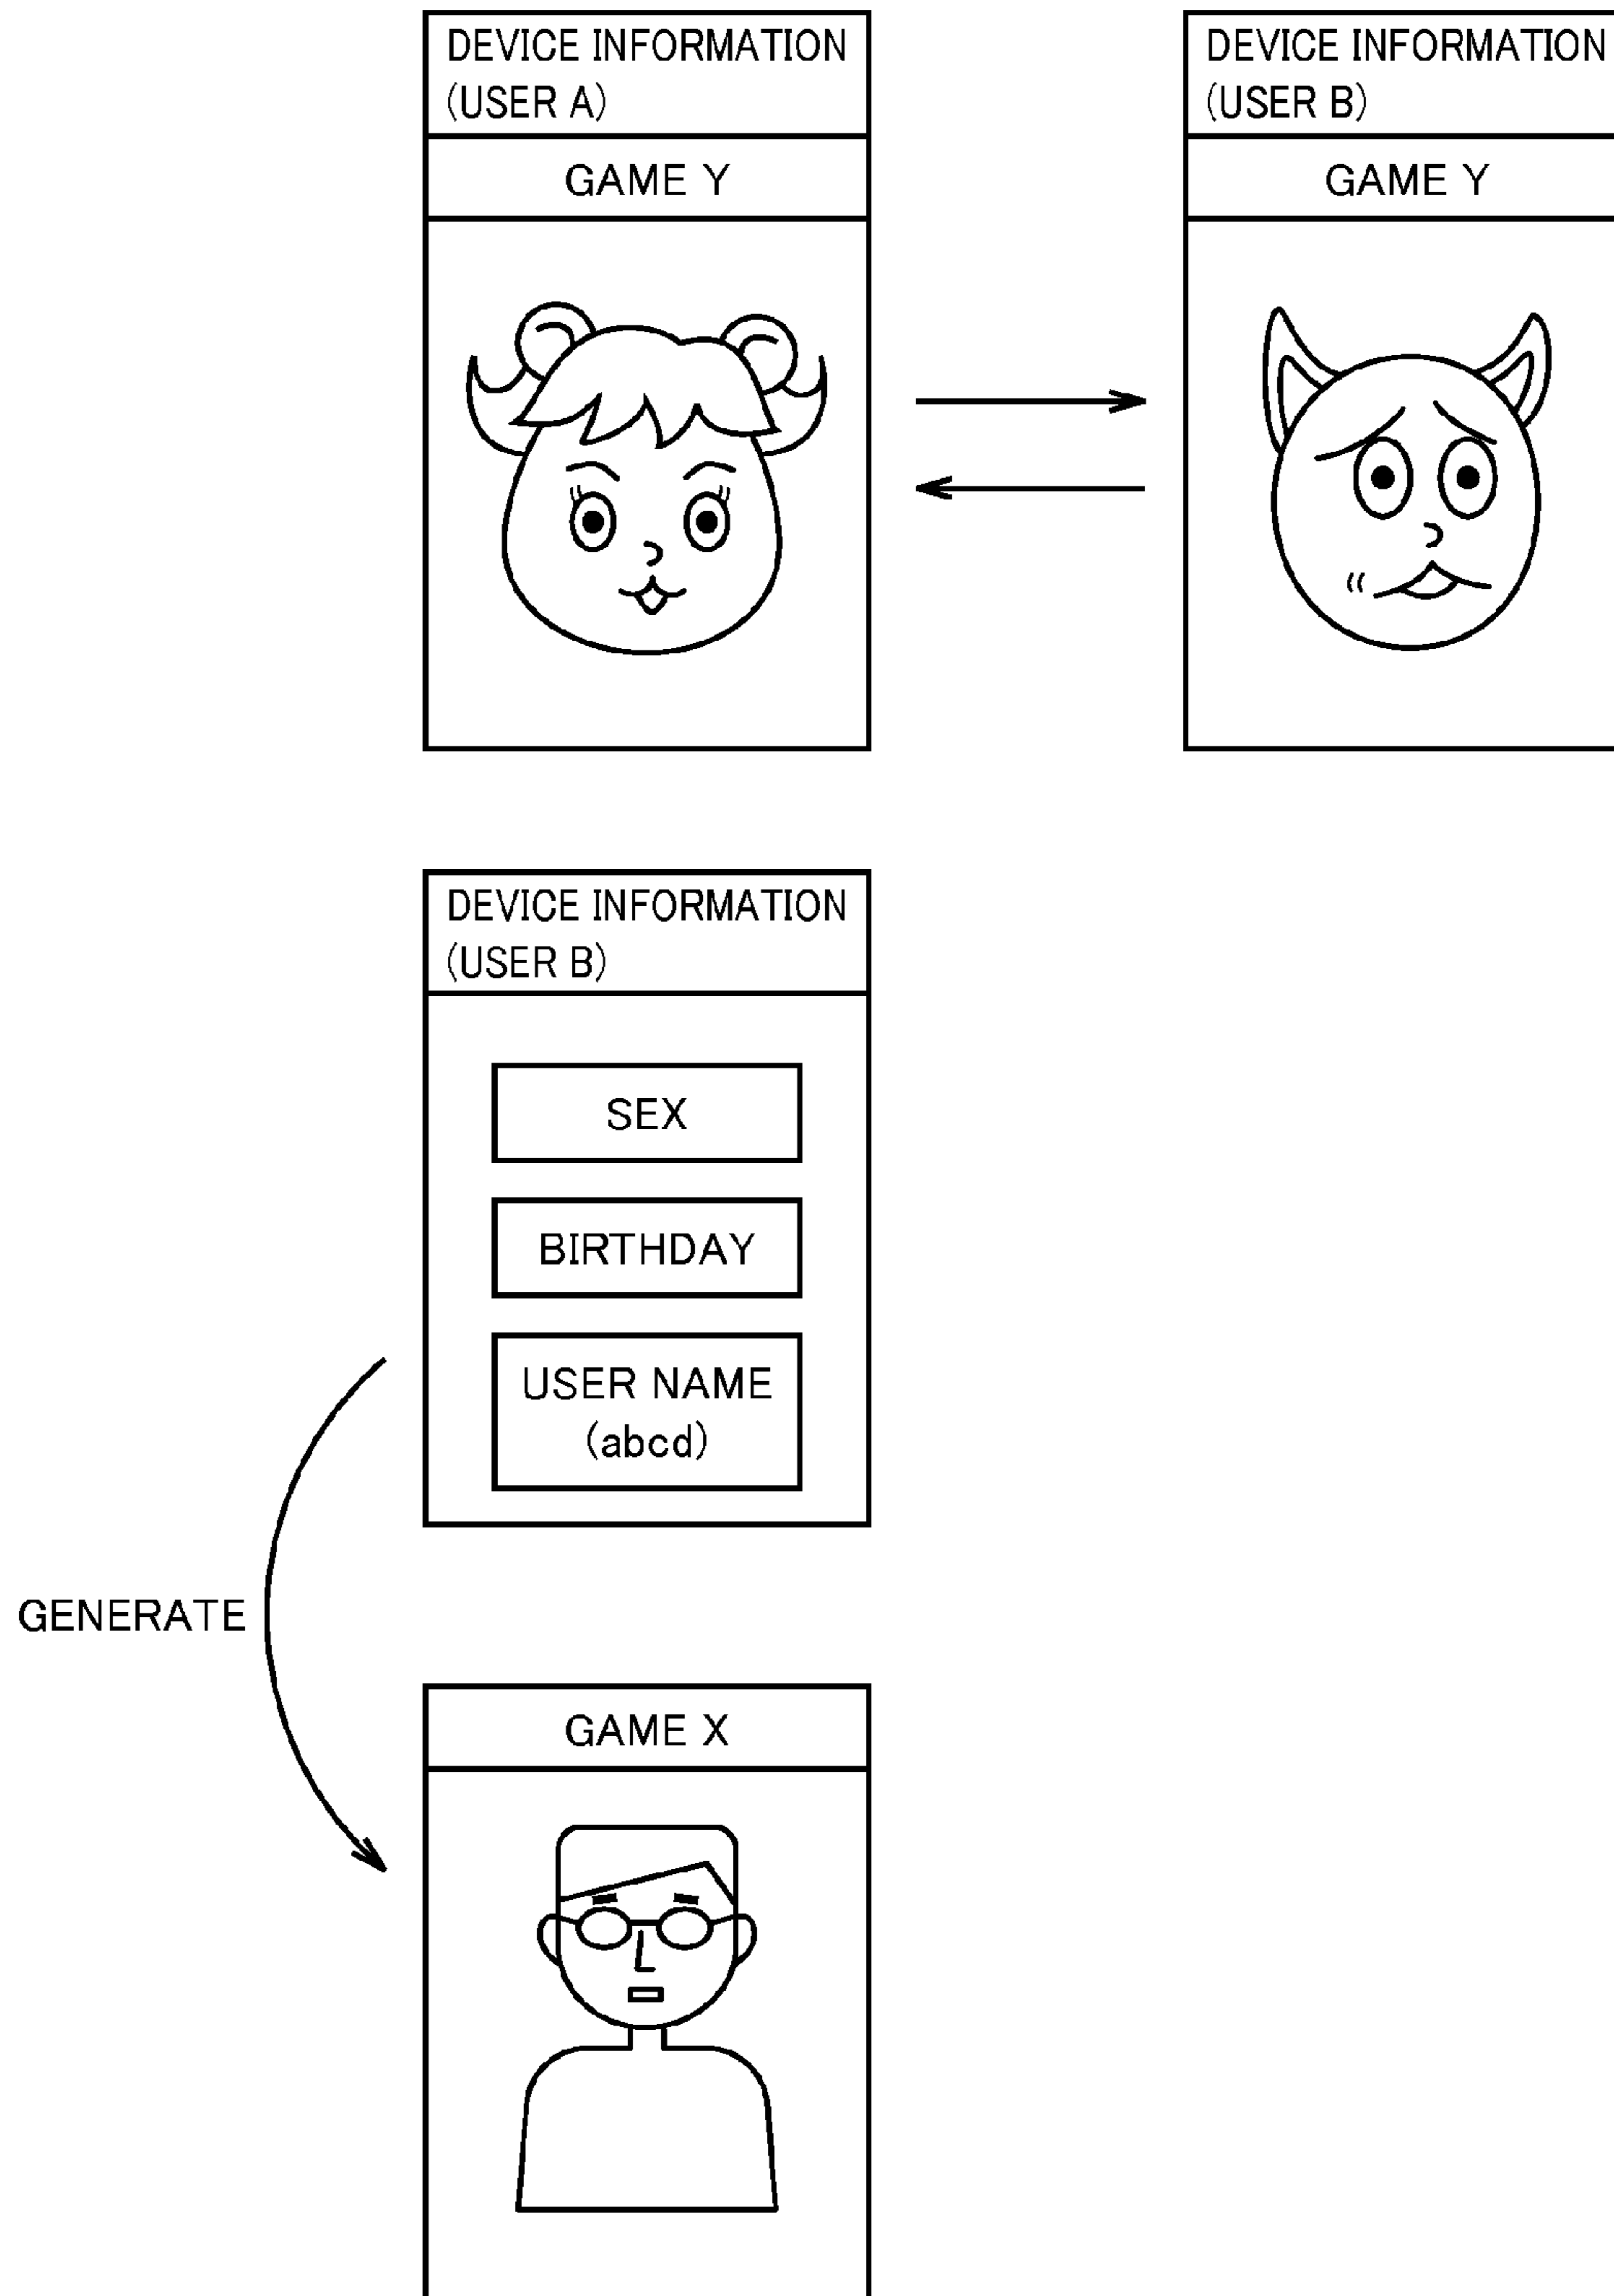 DEVICE INFORMATION
(USER A)
GAME Y
DEVICE INFORMATION
(USER B)
GAME Y
DEVICE INFORMATION
(USER B)
SEX
BIRTHDAY
USER NAME
(abcd)
GENERATE
GAME X